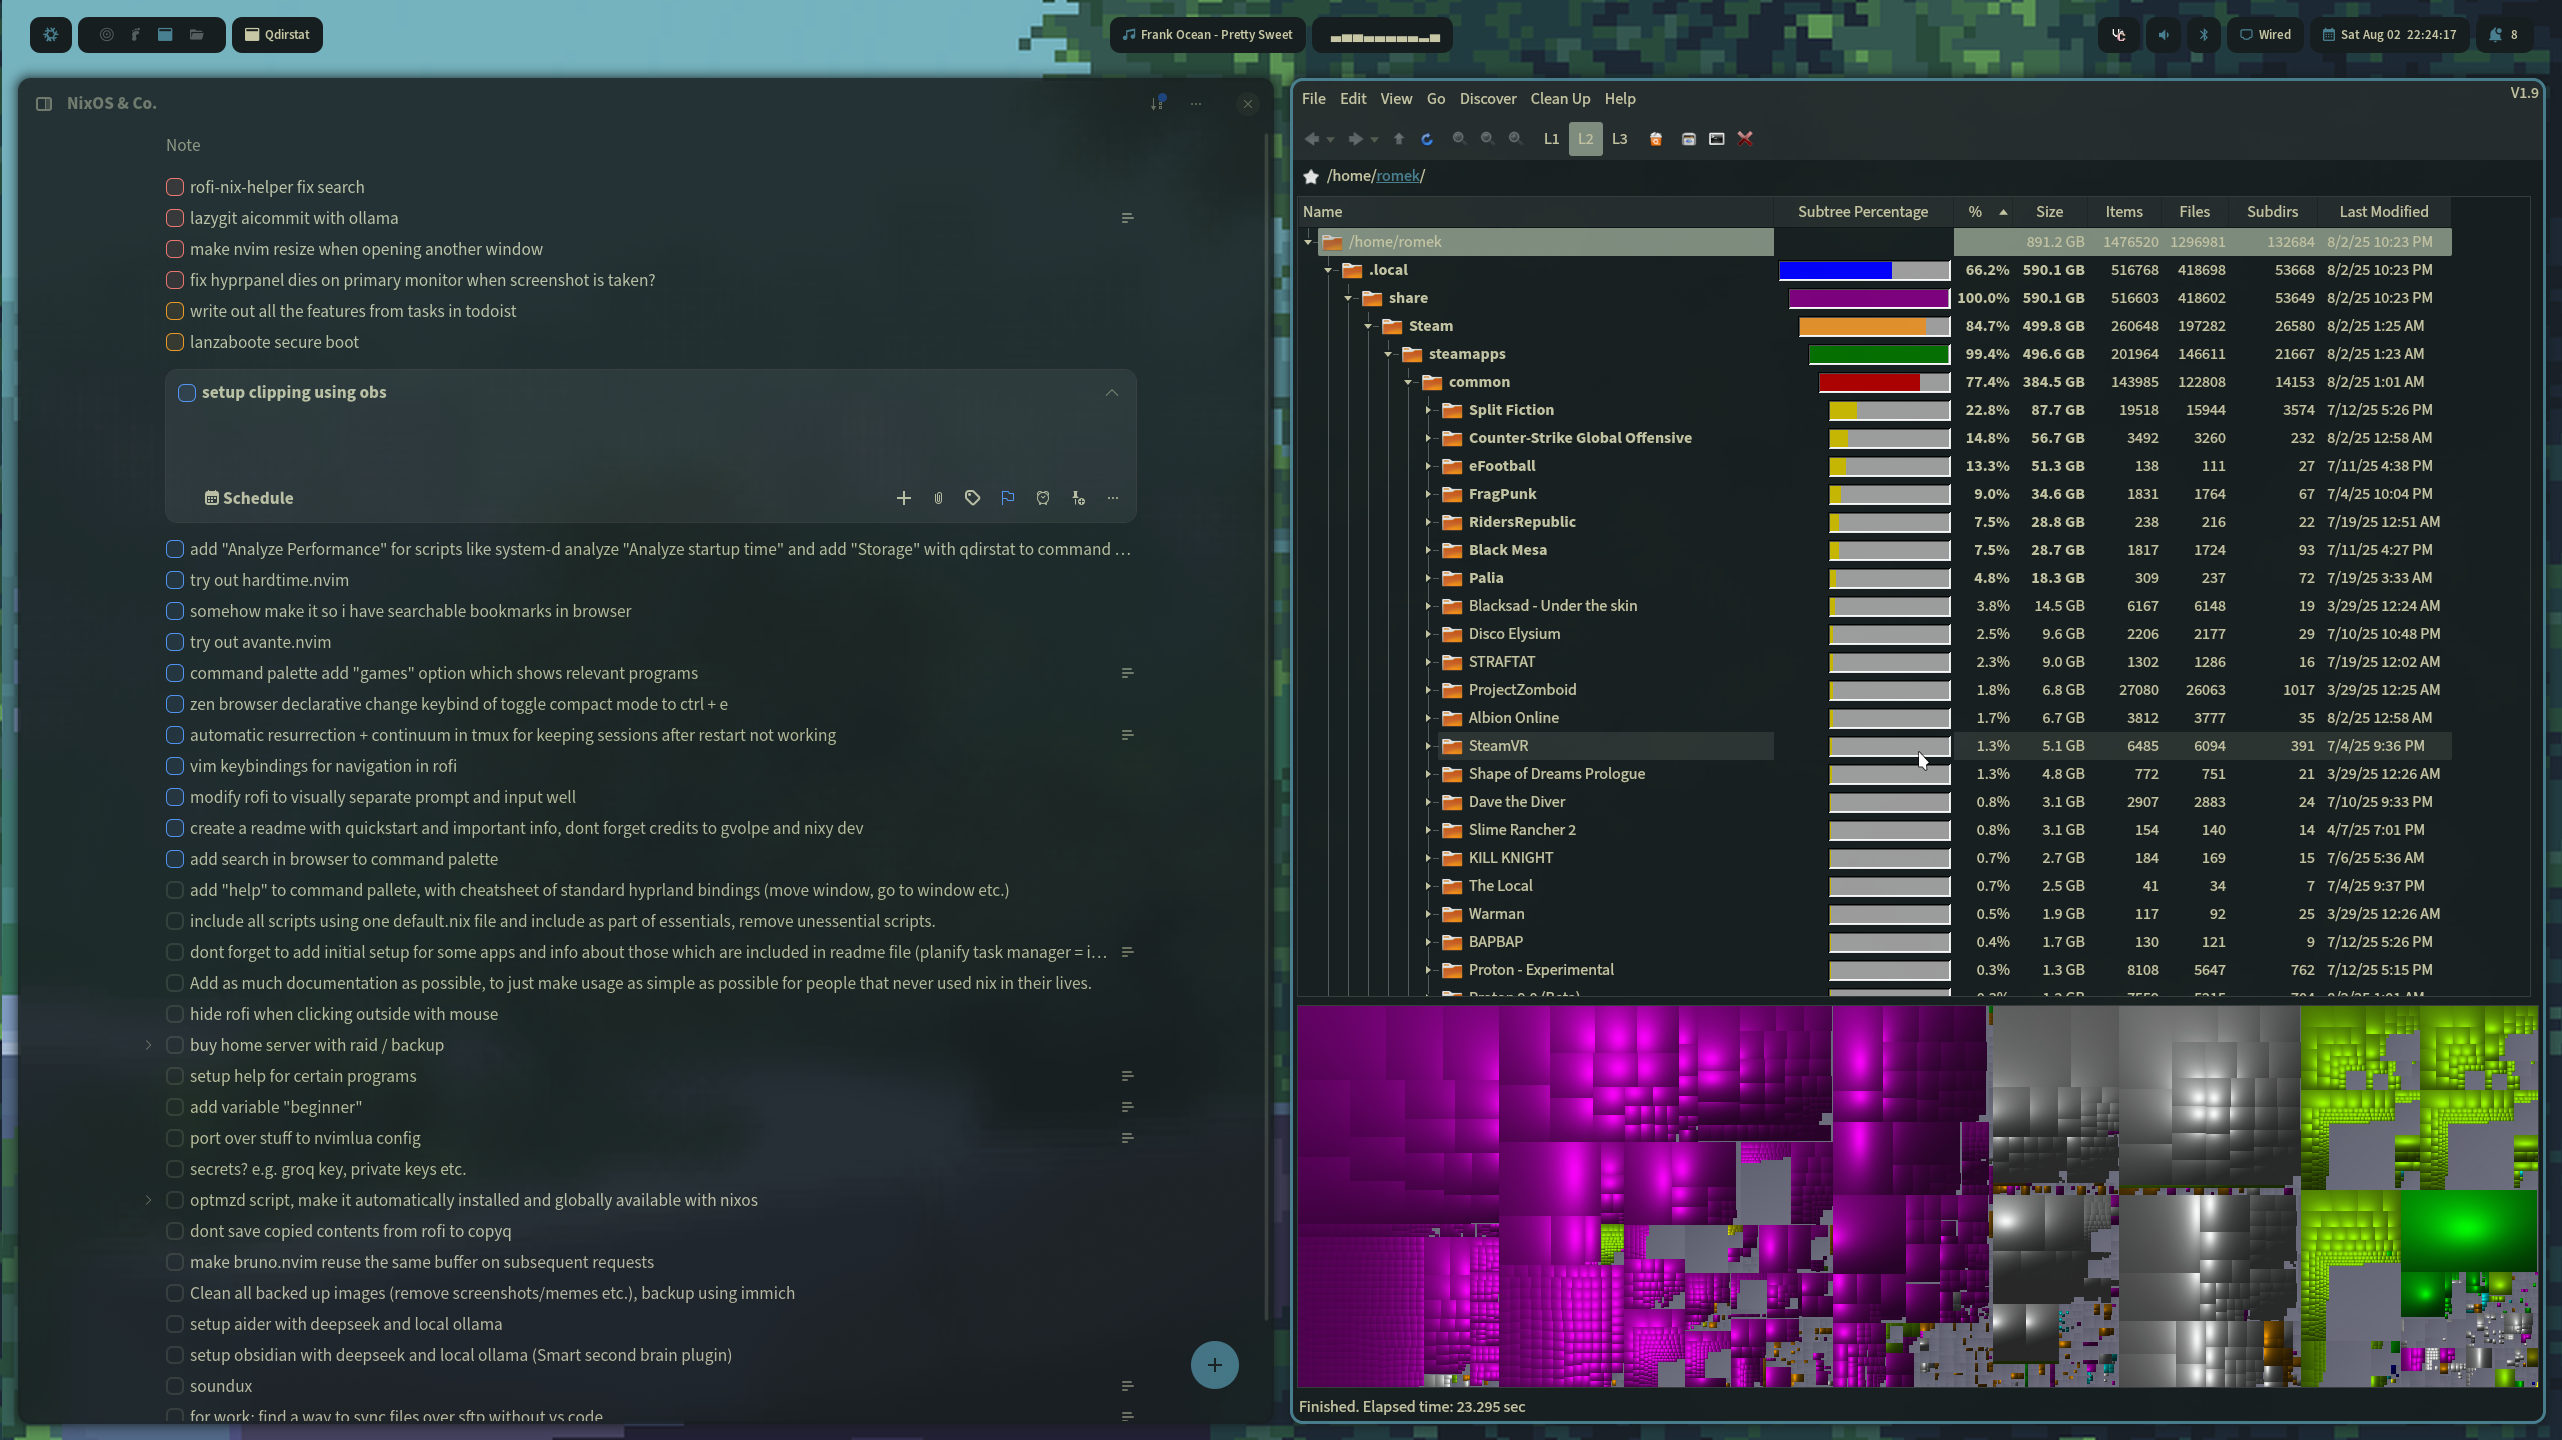 Qdirstat
Frank Ocean - Pretty Sweet
Wired
Sat Aug 02 22:24:17
8
NixOS & Co.
Note
rofi-nix-helper fix search
lazygit aicommit with ollama
make nvim resize when opening another window
fix hyprpanel dies on primary monitor when screenshot is taken?
write out all the features from tasks in todoist
lanzaboote secure boot
setup clipping using obs
Schedule
add "Analyze Performance" for scripts like system-d analyze "Analyze startup time" and add "Storage" with qdirstat to command …
try out hardtime.nvim
somehow make it so i have searchable bookmarks in browser
try out avante.nvim
command palette add "games" option which shows relevant programs
zen browser declarative change keybind of toggle compact mode to ctrl + e
automatic resurrection + continuum in tmux for keeping sessions after restart not working
vim keybindings for navigation in rofi
modify rofi to visually separate prompt and input well
create a readme with quickstart and important info, dont forget credits to gvolpe and nixy dev
add search in browser to command palette
add "help" to command pallete, with cheatsheet of standard hyprland bindings (move window, go to window etc.)
include all scripts using one default.nix file and include as part of essentials, remove unessential scripts.
dont forget to add initial setup for some apps and info about those which are included in readme file (planify task manager = i…
Add as much documentation as possible, to just make usage as simple as possible for people that never used nix in their lives.
hide rofi when clicking outside with mouse
buy home server with raid / backup
setup help for certain programs
add variable "beginner"
port over stuff to nvimlua config
secrets? e.g. groq key, private keys etc.
optmzd script, make it automatically installed and globally available with nixos
dont save copied contents from rofi to copyq
make bruno.nvim reuse the same buffer on subsequent requests
Clean all backed up images (remove screenshots/memes etc.), backup using immich
setup aider with deepseek and local ollama
setup obsidian with deepseek and local ollama (Smart second brain plugin)
soundux
for work: find a way to sync files over sftp without vs code
File Edit View Go Discover Clean Up Help V1.9
L1 L2 L3
/home/romek/
Name Subtree Percentage % Size Items Files Subdirs Last Modified
/home/romek 891.2 GB 1476520 1296981 132684 8/2/25 10:23 PM
.local 66.2% 590.1 GB 516768 418698 53668 8/2/25 10:23 PM
share 100.0% 590.1 GB 516603 418602 53649 8/2/25 10:23 PM
Steam 84.7% 499.8 GB 260648 197282 26580 8/2/25 1:25 AM
steamapps 99.4% 496.6 GB 201964 146611 21667 8/2/25 1:23 AM
common 77.4% 384.5 GB 143985 122808 14153 8/2/25 1:01 AM
Split Fiction 22.8% 87.7 GB 19518 15944 3574 7/12/25 5:26 PM
Counter-Strike Global Offensive 14.8% 56.7 GB 3492 3260 232 8/2/25 12:58 AM
eFootball 13.3% 51.3 GB 138 111 27 7/11/25 4:38 PM
FragPunk 9.0% 34.6 GB 1831 1764 67 7/4/25 10:04 PM
RidersRepublic 7.5% 28.8 GB 238 216 22 7/19/25 12:51 AM
Black Mesa 7.5% 28.7 GB 1817 1724 93 7/11/25 4:27 PM
Palia 4.8% 18.3 GB 309 237 72 7/19/25 3:33 AM
Blacksad - Under the skin 3.8% 14.5 GB 6167 6148 19 3/29/25 12:24 AM
Disco Elysium 2.5% 9.6 GB 2206 2177 29 7/10/25 10:48 PM
STRAFTAT 2.3% 9.0 GB 1302 1286 16 7/19/25 12:02 AM
ProjectZomboid 1.8% 6.8 GB 27080 26063 1017 3/29/25 12:25 AM
Albion Online 1.7% 6.7 GB 3812 3777 35 8/2/25 12:58 AM
SteamVR 1.3% 5.1 GB 6485 6094 391 7/4/25 9:36 PM
Shape of Dreams Prologue 1.3% 4.8 GB 772 751 21 3/29/25 12:26 AM
Dave the Diver 0.8% 3.1 GB 2907 2883 24 7/10/25 9:33 PM
Slime Rancher 2 0.8% 3.1 GB 154 140 14 4/7/25 7:01 PM
KILL KNIGHT 0.7% 2.7 GB 184 169 15 7/6/25 5:36 AM
The Local 0.7% 2.5 GB 41 34 7 7/4/25 9:37 PM
Warman 0.5% 1.9 GB 117 92 25 3/29/25 12:26 AM
BAPBAP 0.4% 1.7 GB 130 121 9 7/12/25 5:26 PM
Proton - Experimental 0.3% 1.3 GB 8108 5647 762 7/12/25 5:15 PM
Finished. Elapsed time: 23.295 sec